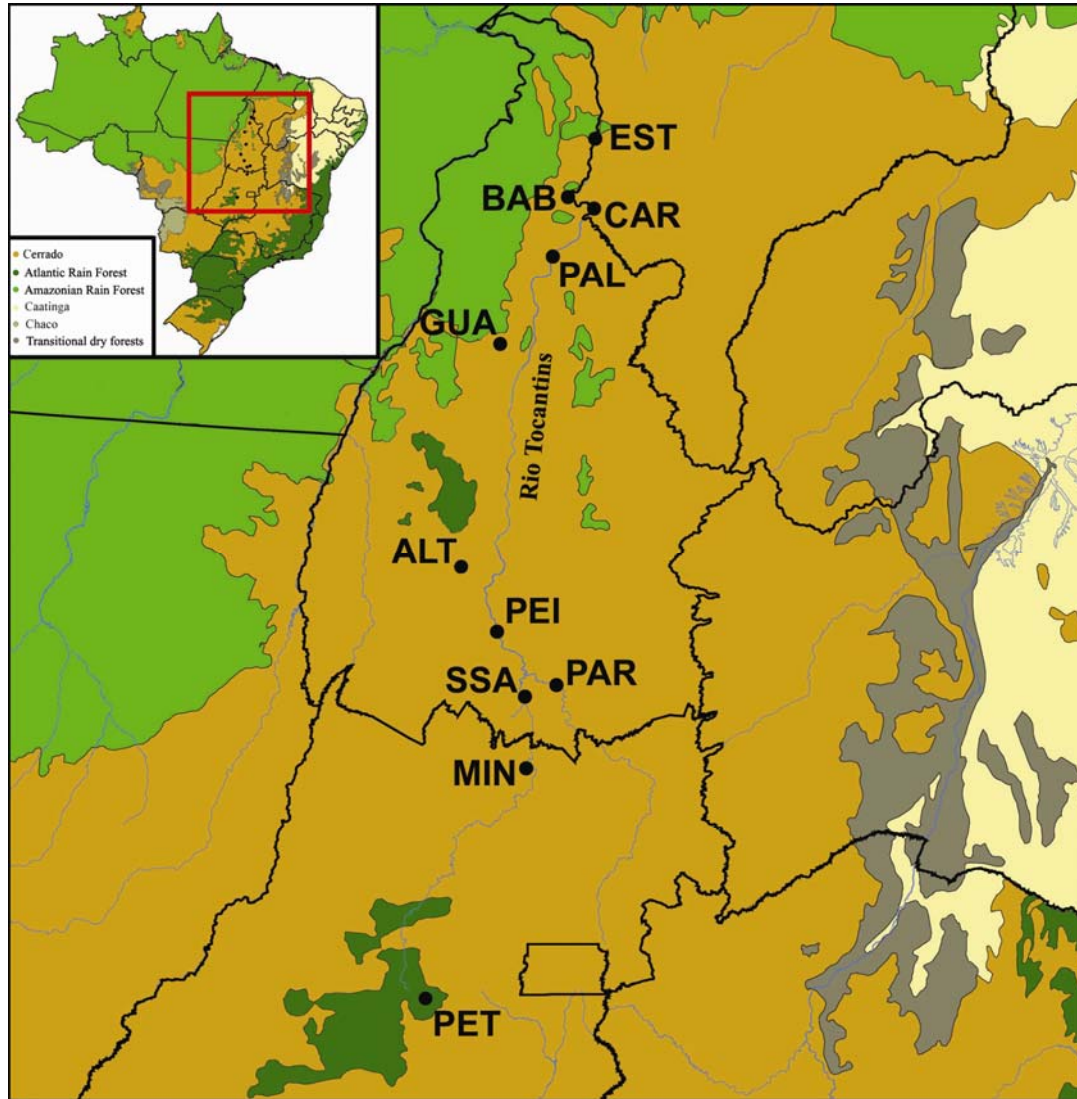 Cerrado
Atlantic Rain Forest
Amazonian Rain Forest
Caatinga
Chaco
Transitional dry forests
EST
BAB
CAR
PAL
GUA
Rio Tocantins
ALT
PEI
SSA
PAR
MIN
PET